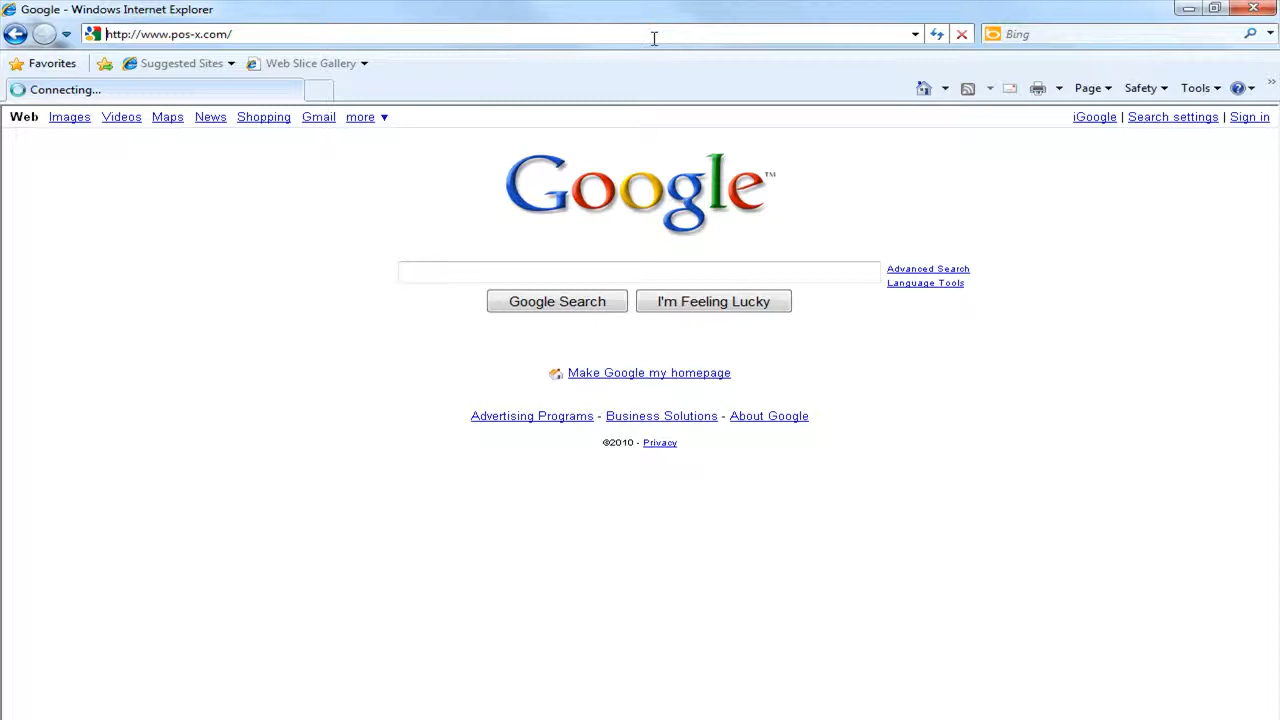 Google - Windows Internet Explorer
http://www.pos-x.com/
Bing
Favorites Suggested Sites Web Slice Gallery
Connecting...
Page Safety Tools
Web Images Videos Maps News Shopping Gmail more ▼
iGoogle | Search settings | Sign in
Google™
Advanced Search
Language Tools
Google Search I'm Feeling Lucky
Make Google my homepage
Advertising Programs - Business Solutions - About Google
©2010 - Privacy